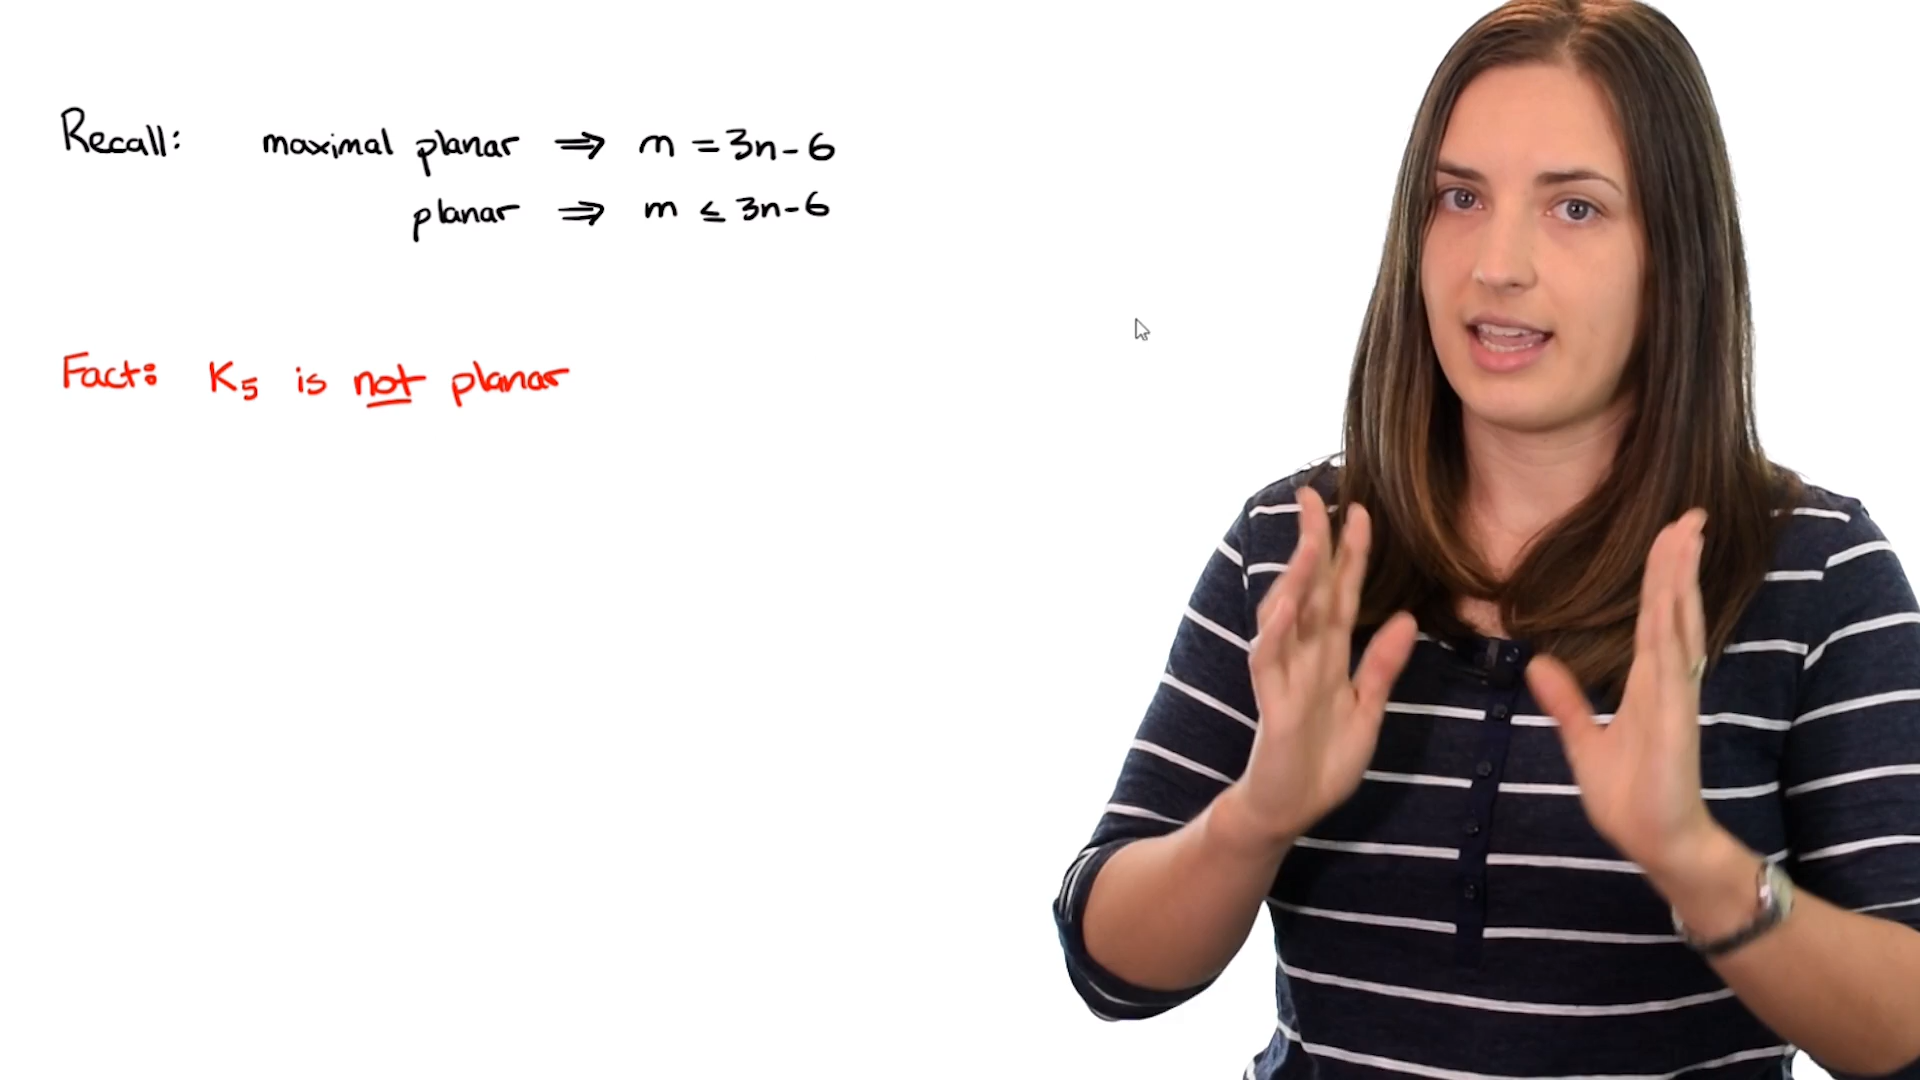 Recall: maximal planar ⇒ m = 3n-6
planar ⇒ m ≤ 3n-6
Fact: K₅ is not planar